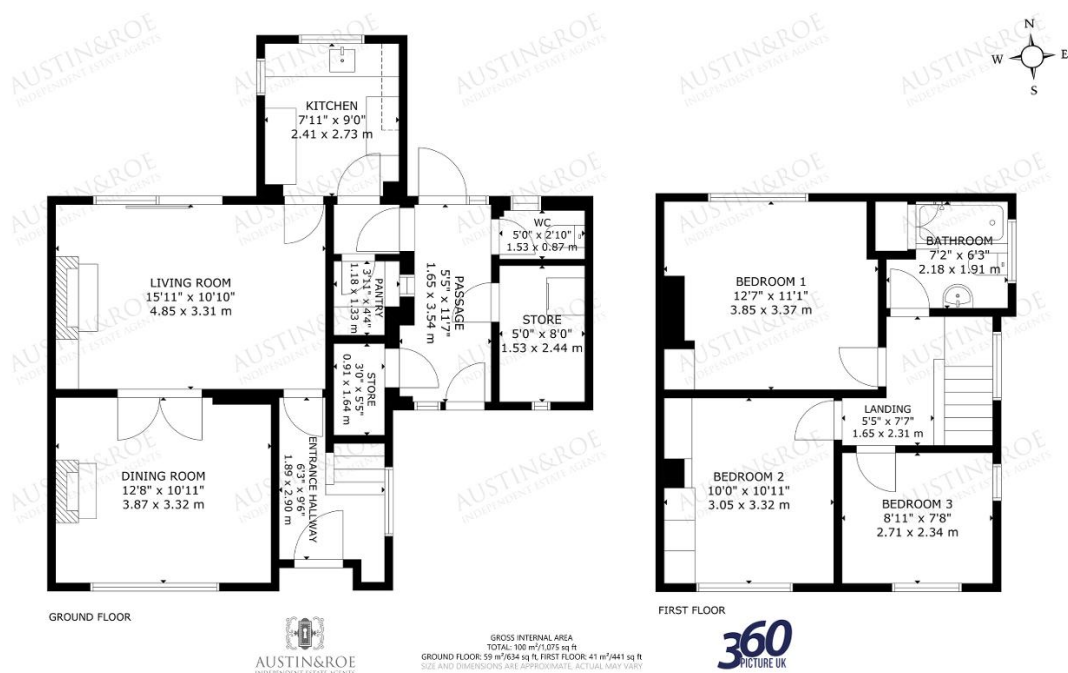 N
W E
S
KITCHEN
7'11" x 9'0"
2.41 x 2.73 m
LIVING ROOM
15'11" x 10'10"
4.85 x 3.31 m
PANTRY
3'11" x 4'4"
1.18 x 1.33 m
PASSAGE
5'5" x 11'7"
1.65 x 3.54 m
WC
5'0" x 2'10"
1.53 x 0.87 m
STORE
5'0" x 8'0"
1.53 x 2.44 m
STORE
3'0" x 5'5"
0.91 x 1.64 m
DINING ROOM
12'8" x 10'11"
3.87 x 3.32 m
ENTRANCE HALLWAY
6'3" x 9'6"
1.89 x 2.90 m
GROUND FLOOR
BEDROOM 1
12'7" x 11'1"
3.85 x 3.37 m
BATHROOM
7'2" x 6'3"
2.18 x 1.91 m
LANDING
5'5" x 7'7"
1.65 x 2.31 m
BEDROOM 2
10'0" x 10'11"
3.05 x 3.32 m
BEDROOM 3
8'11" x 7'8"
2.71 x 2.34 m
FIRST FLOOR
AUSTIN&ROE
INDEPENDENT ESTATE AGENTS
GROSS INTERNAL AREA
TOTAL: 100 m²/1,075 sq ft
GROUND FLOOR: 59 m²/634 sq ft, FIRST FLOOR: 41 m²/441 sq ft
SIZE AND DIMENSIONS ARE APPROXIMATE, ACTUAL MAY VARY
360
PICTURE UK